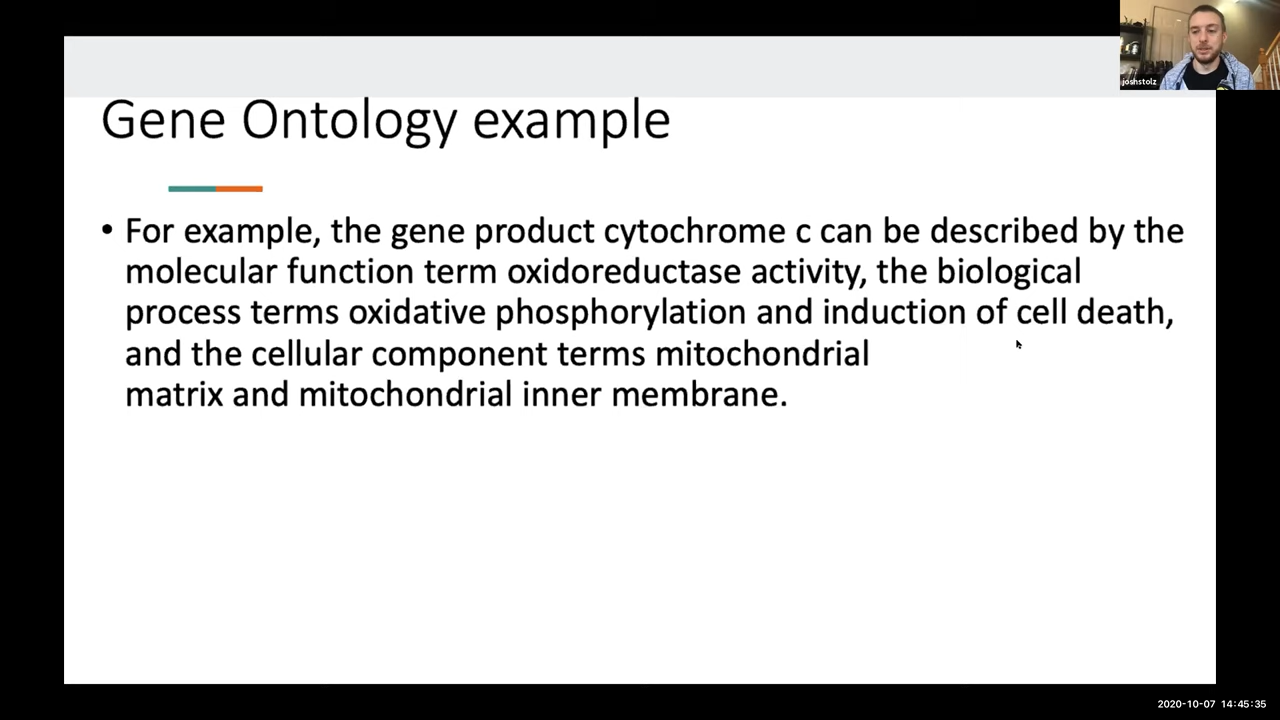 joshstolz
Gene Ontology example
• For example, the gene product cytochrome c can be described by the
molecular function term oxidoreductase activity, the biological
process terms oxidative phosphorylation and induction of cell death,
and the cellular component terms mitochondrial
matrix and mitochondrial inner membrane.
2020-10-07 14:45:35